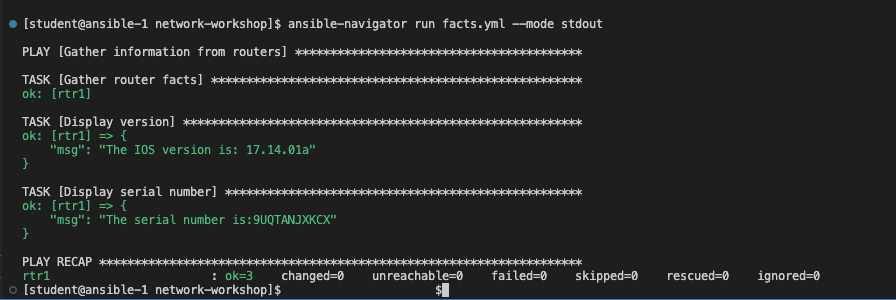 [student@ansible-1 network-workshop]$ ansible-navigator run facts.yml --mode stdout
PLAY [Gather information from routers] *****************************************
TASK [Gather router facts] *****************************************************
ok: [rtr1]
TASK [Display version] *********************************************************
ok: [rtr1] => {
    "msg": "The IOS version is: 17.14.01a"
}
TASK [Display serial number] ***************************************************
ok: [rtr1] => {
    "msg": "The serial number is:9UQTANJXKCX"
}
PLAY RECAP *********************************************************************
rtr1                       : ok=3    changed=0    unreachable=0    failed=0    skipped=0    rescued=0    ignored=0
[student@ansible-1 network-workshop]$                      $